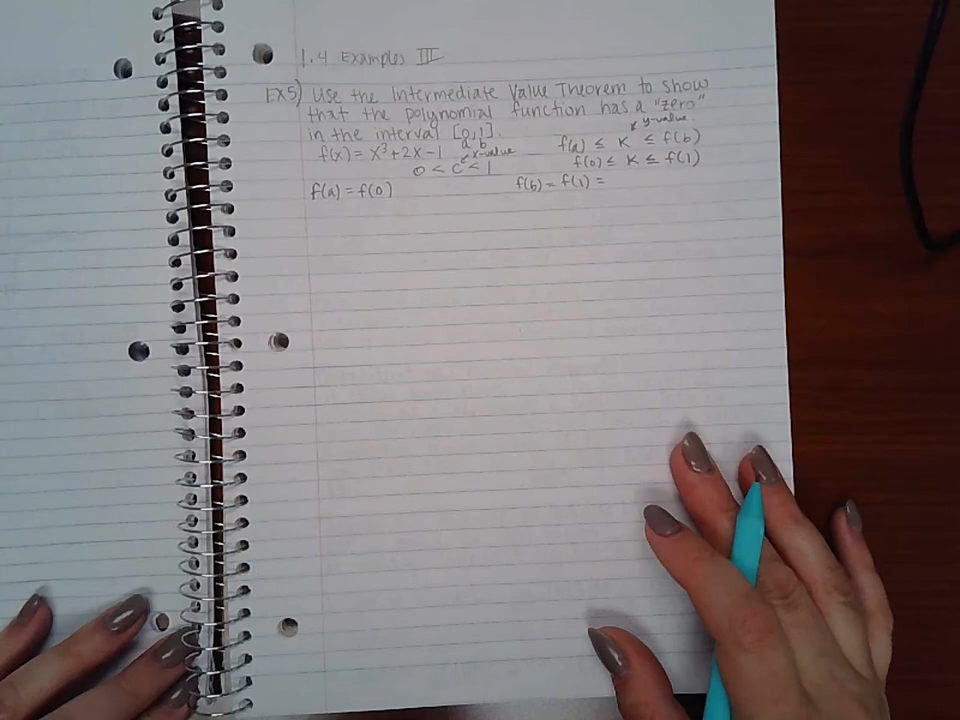 1.4 Examples III
EX5) Use the Intermediate Value Theorem to show
that the polynomial function has a "zero"
in the interval [0,1].
a b
y-value
f(x) = x³+2x-1
x-value
f(a) ≤ K ≤ f(b)
0 < c < 1
f(0) ≤ K ≤ f(1)
f(a) = f(0)
f(b) = f(1) =